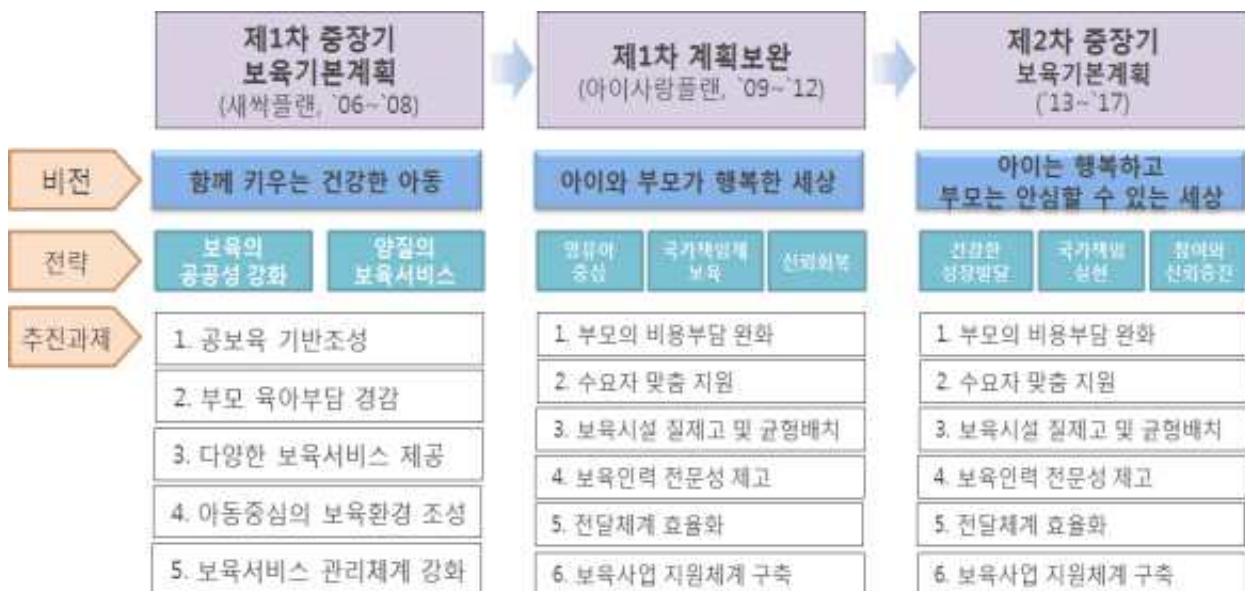 제1차 중장기
보육기본계획
(새싹플랜, `06~`08)
제1차 계획보완
(아이사랑플랜, `09~`12)
제2차 중장기
보육기본계획
(`13~`17)
비전
함께 키우는 건강한 아동
아이와 부모가 행복한 세상
아이는 행복하고
부모는 안심할 수 있는 세상
전략
보육의
공공성 강화
양질의
보육서비스
영유아
중심
국가책임제
보육
신뢰회복
건강한
성장발달
국가책임
실현
참여와
신뢰증진
추진과제
1. 공보육 기반조성
2. 부모 육아부담 경감
3. 다양한 보육서비스 제공
4. 아동중심의 보육환경 조성
5. 보육서비스 관리체계 강화
1. 부모의 비용부담 완화
2. 수요자 맞춤 지원
3. 보육시설 질제고 및 균형배치
4. 보육인력 전문성 제고
5. 전달체계 효율화
6. 보육사업 지원체계 구축
1. 부모의 비용부담 완화
2. 수요자 맞춤 지원
3. 보육시설 질제고 및 균형배치
4. 보육인력 전문성 제고
5. 전달체계 효율화
6. 보육사업 지원체계 구축